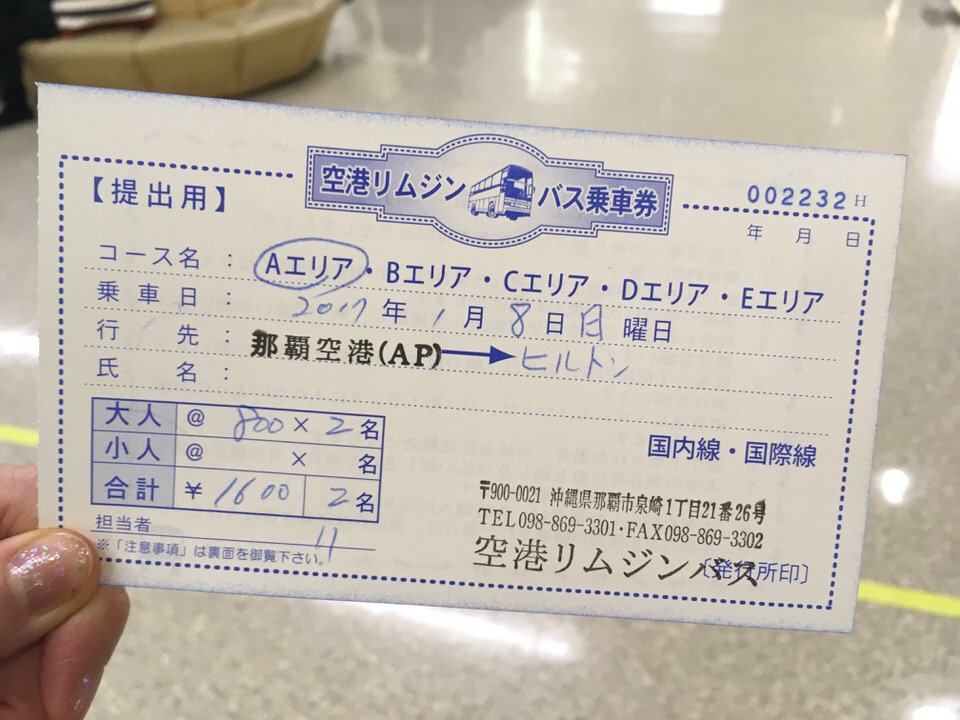 空港リムジンバス乗車券
【提出用】
002232 H
年 月 日
コース名 : Aエリア・Bエリア・Cエリア・Dエリア・Eエリア
乗車日 : 2017年1月8日日曜日
行先 : 那覇空港(AP) → ヒルトン
氏名 :
大人 @ 800 × 2名
小人 @ × 名
合計 ¥ 1600 2名
国内線・国際線
担当者 11
※「注意事項」は裏面を御覧下さい。
〒900-0021 沖縄県那覇市泉崎1丁目21番26号
TEL098-869-3301・FAX098-869-3302
空港リムジンバス
〔発行所印〕